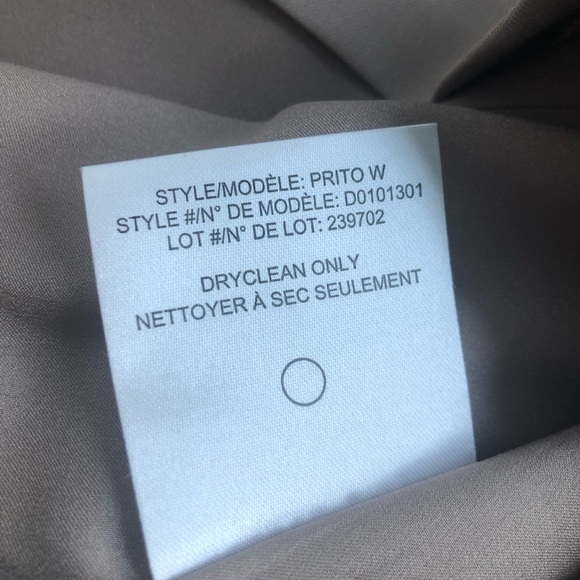 STYLE/MODÈLE: PRITO W
STYLE #/N° DE MODÈLE: D0101301
LOT #/N° DE LOT: 239702
DRYCLEAN ONLY
NETTOYER À SEC SEULEMENT